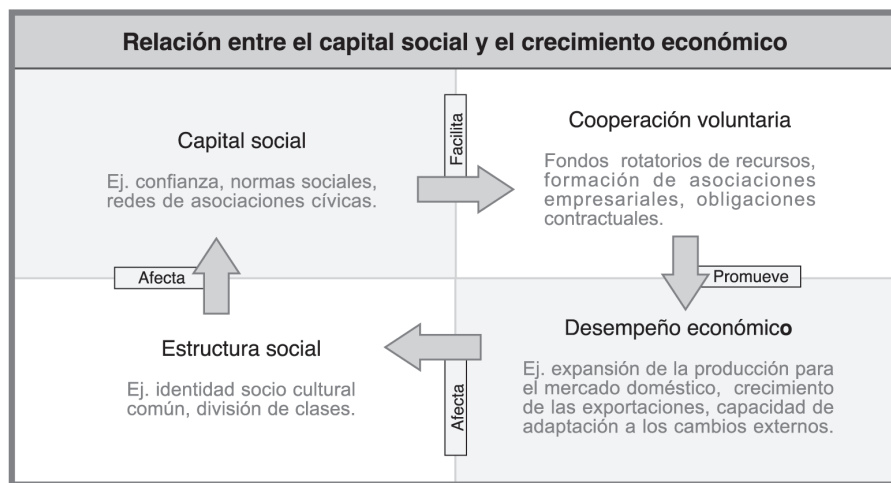 Relación entre el capital social y el crecimiento económico
Capital social
Ej. confianza, normas sociales,
redes de asociaciones cívicas.
Facilita
Cooperación voluntaria
Fondos rotatorios de recursos,
formación de asociaciones
empresariales, obligaciones
contractuales.
Afecta
Promueve
Estructura social
Ej. identidad socio cultural
común, división de clases.
Afecta
Desempeño económico
Ej. expansión de la producción para
el mercado doméstico, crecimiento
de las exportaciones, capacidad de
adaptación a los cambios externos.